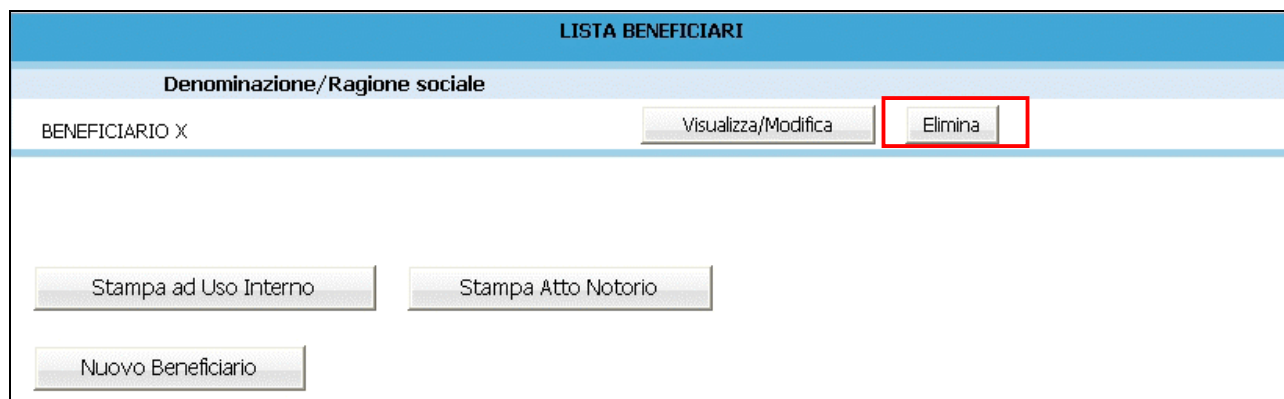 LISTA BENEFICIARI
Denominazione/Ragione sociale
BENEFICIARIO X Visualizza/Modifica Elimina
Stampa ad Uso Interno Stampa Atto Notorio
Nuovo Beneficiario